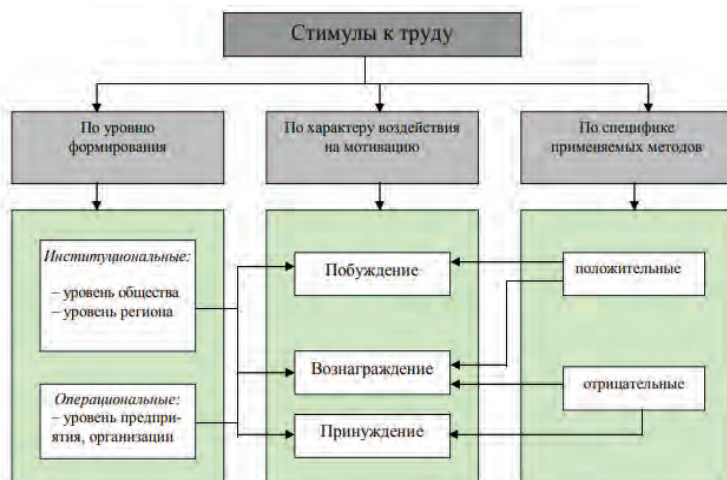 Стимулы к труду
По уровню
формирования
По характеру воздействия
на мотивацию
По специфике
применяемых методов
Институциональные:
– уровень общества
– уровень региона
Операциональные:
– уровень предпри-
ятия, организации
Побуждение
Вознаграждение
Принуждение
положительные
отрицательные